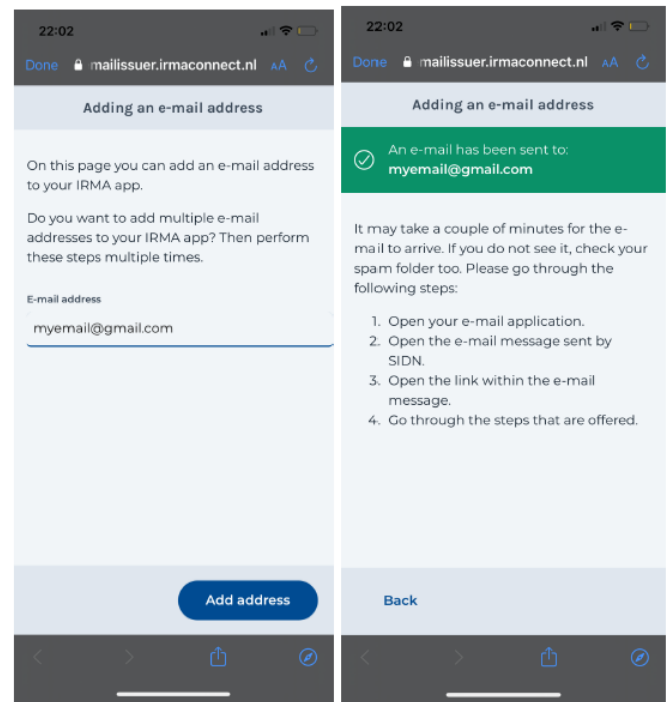 22:02
Done mailissuer.irmaconnect.nl AA
Adding an e-mail address
On this page you can add an e-mail address
to your IRMA app.
Do you want to add multiple e-mail
addresses to your IRMA app? Then perform
these steps multiple times.
E-mail address
myemail@gmail.com
Add address
22:02
Done mailissuer.irmaconnect.nl AA
Adding an e-mail address
An e-mail has been sent to:
myemail@gmail.com
It may take a couple of minutes for the e-
mail to arrive. If you do not see it, check your
spam folder too. Please go through the
following steps:
1. Open your e-mail application.
2. Open the e-mail message sent by
SIDN.
3. Open the link within the e-mail
message.
4. Go through the steps that are offered.
Back